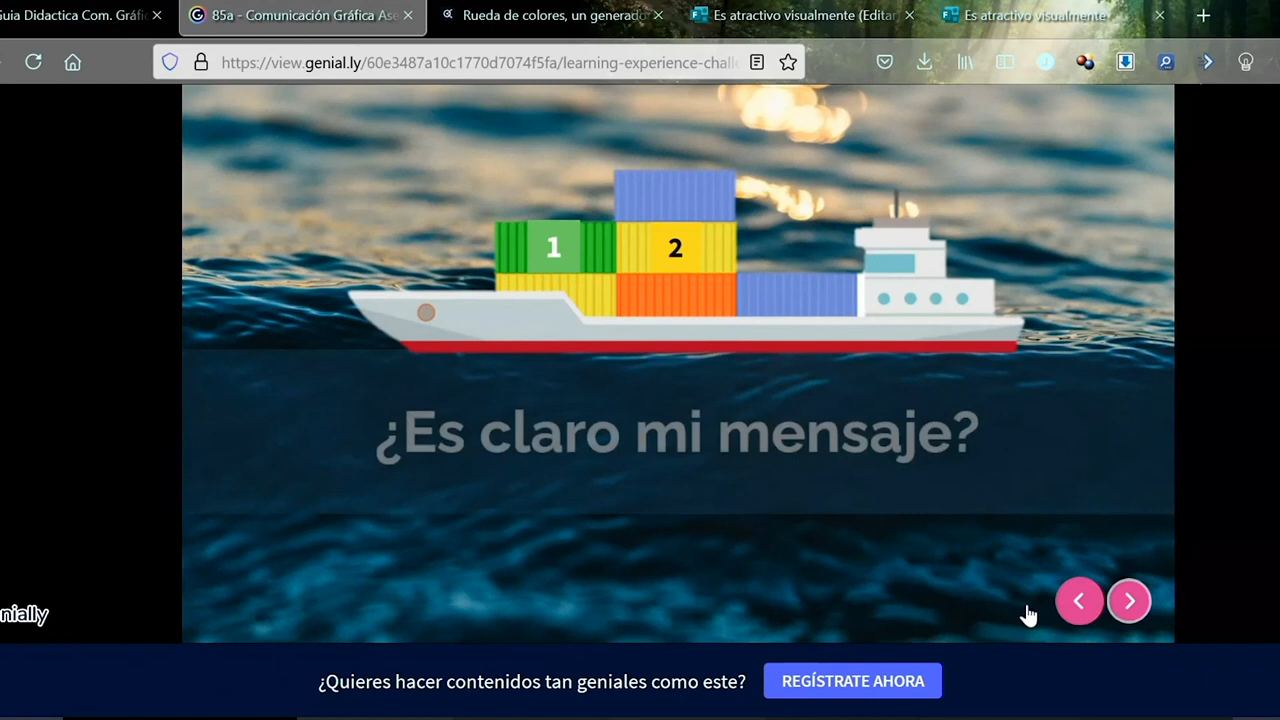 uia Didactica Com. Gráfi
85a - Comunicación Gráfica Ase
Rueda de colores, un generado
Es atractivo visualmente (Editar
Es atractivo visualmente
https://view.genial.ly/60e3487a10c1770d7074f5fa/learning-experience-chall
1
2
¿Es claro mi mensaje?
nially
¿Quieres hacer contenidos tan geniales como este?
REGÍSTRATE AHORA